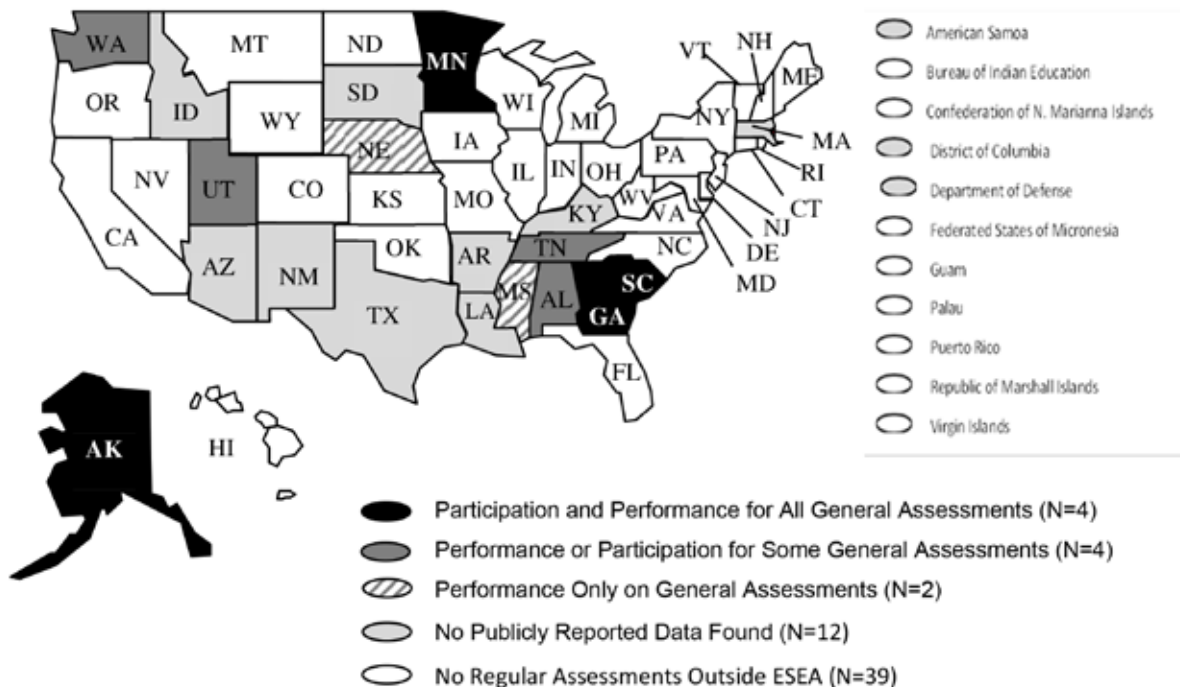 WA
MT
ND
MN
VT
NH
ME
OR
ID
SD
WI
MI
NY
MA
WY
IA
PA
RI
NE
NV
UT
CO
IL
IN
OH
CT
CA
KS
MO
WV
VA
NJ
KY
DE
AZ
NM
OK
AR
TN
NC
MD
TX
LA
MS
AL
SC
GA
FL
AK
HI
American Samoa
Bureau of Indian Education
Confederation of N. Marianna Islands
District of Columbia
Department of Defense
Federated States of Micronesia
Guam
Palau
Puerto Rico
Republic of Marshall Islands
Virgin Islands
Participation and Performance for All General Assessments (N=4)
Performance or Participation for Some General Assessments (N=4)
Performance Only on General Assessments (N=2)
No Publicly Reported Data Found (N=12)
No Regular Assessments Outside ESEA (N=39)